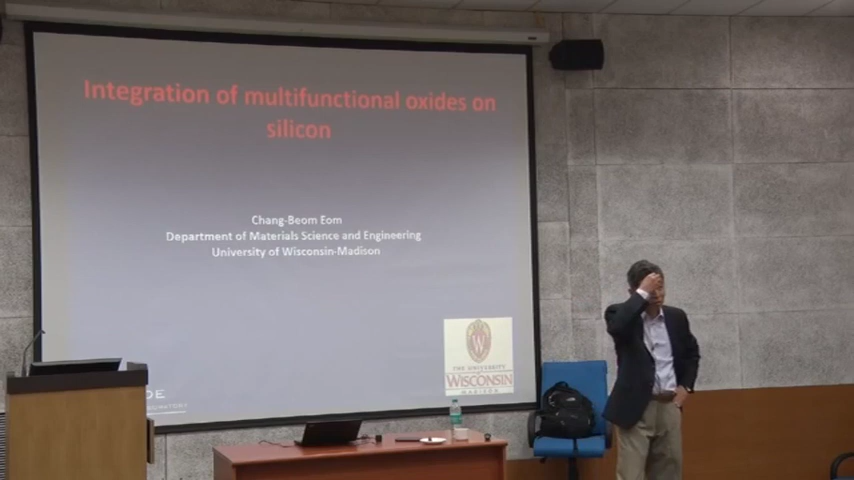 Integration of multifunctional oxides on
silicon
Chang-Beom Eom
Department of Materials Science and Engineering
University of Wisconsin-Madison
THE UNIVERSITY
WISCONSIN
MADISON